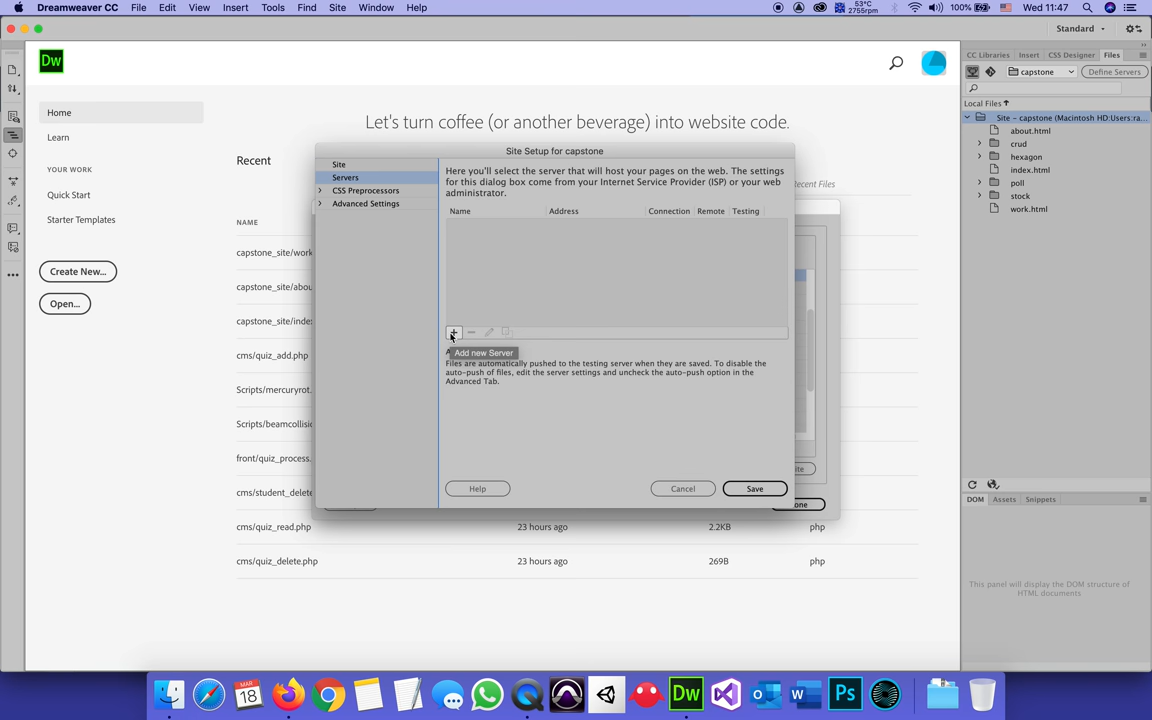 Dreamweaver CC File Edit View Insert Tools Find Site Window Help 53°C 2755rpm 100% Wed 11:47
Standard
Dw
CC Libraries Insert CSS Designer Files
capstone Define Servers
Local Files
Site - capstone (Macintosh HD:Users:ra...
about.html
crud
hexagon
index.html
poll
stock
work.html
Home
Learn
YOUR WORK
Quick Start
Starter Templates
Create New...
Open...
Let's turn coffee (or another beverage) into website code.
Recent
Recent Files
NAME
capstone_site/work
capstone_site/abou
capstone_site/index
cms/quiz_add.php
Scripts/mercuryrot.
Scripts/beamcollisi
front/quiz_process.
cms/student_delete
cms/quiz_read.php 23 hours ago 2.2KB php
cms/quiz_delete.php 23 hours ago 269B php
Site Setup for capstone
Site
Servers
CSS Preprocessors
Advanced Settings
Here you'll select the server that will host your pages on the web. The settings
for this dialog box come from your Internet Service Provider (ISP) or your web
administrator.
Name Address Connection Remote Testing
Add new Server
Files are automatically pushed to the testing server when they are saved. To disable the
auto-push of files, edit the server settings and uncheck the auto-push option in the
Advanced Tab.
Help Cancel Save
ite
one
DOM Assets Snippets
This panel will display the DOM structure of
HTML documents
MAR
18
Dw
Ps